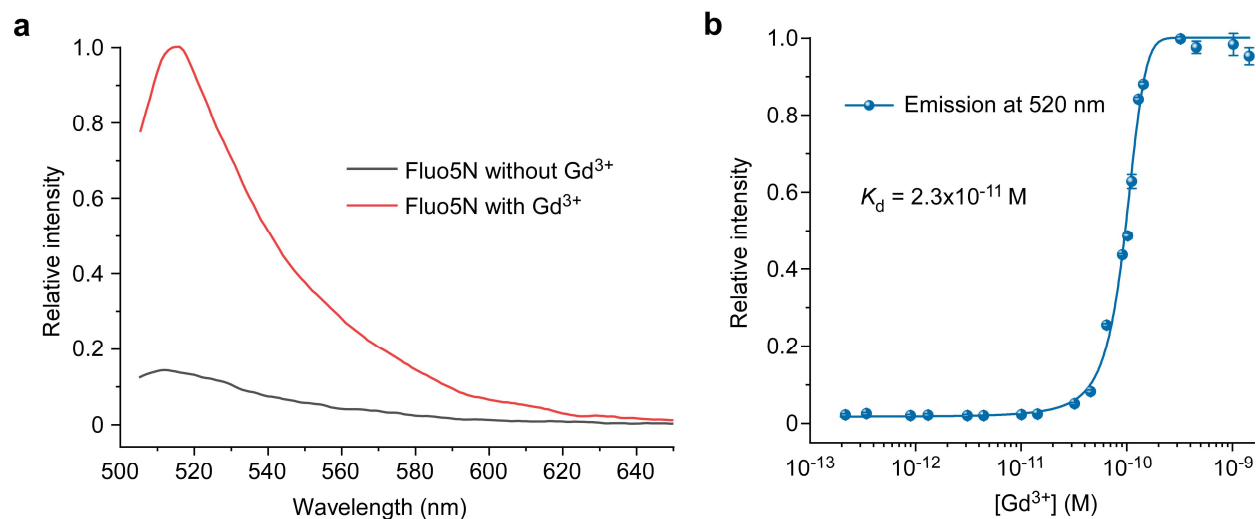 a
1.0
0.8
0.6
0.4
0.2
0
Relative intensity
Fluo5N without Gd³⁺
Fluo5N with Gd³⁺
500 520 540 560 580 600 620 640
Wavelength (nm)
b
1.0
0.8
0.6
0.4
0.2
0
Relative intensity
Emission at 520 nm
K_d = 2.3x10⁻¹¹ M
10⁻¹³ 10⁻¹² 10⁻¹¹ 10⁻¹⁰ 10⁻⁹
[Gd³⁺] (M)